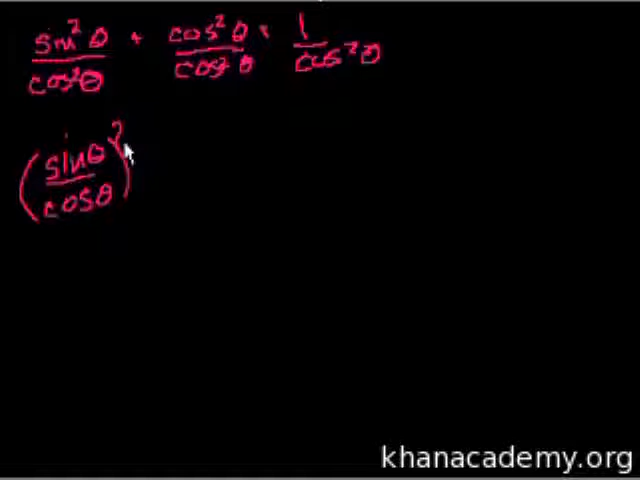 sin²θ/cos²θ + cos²θ/cos²θ = 1/cos²θ
(sinθ/cosθ)²
khanacademy.org